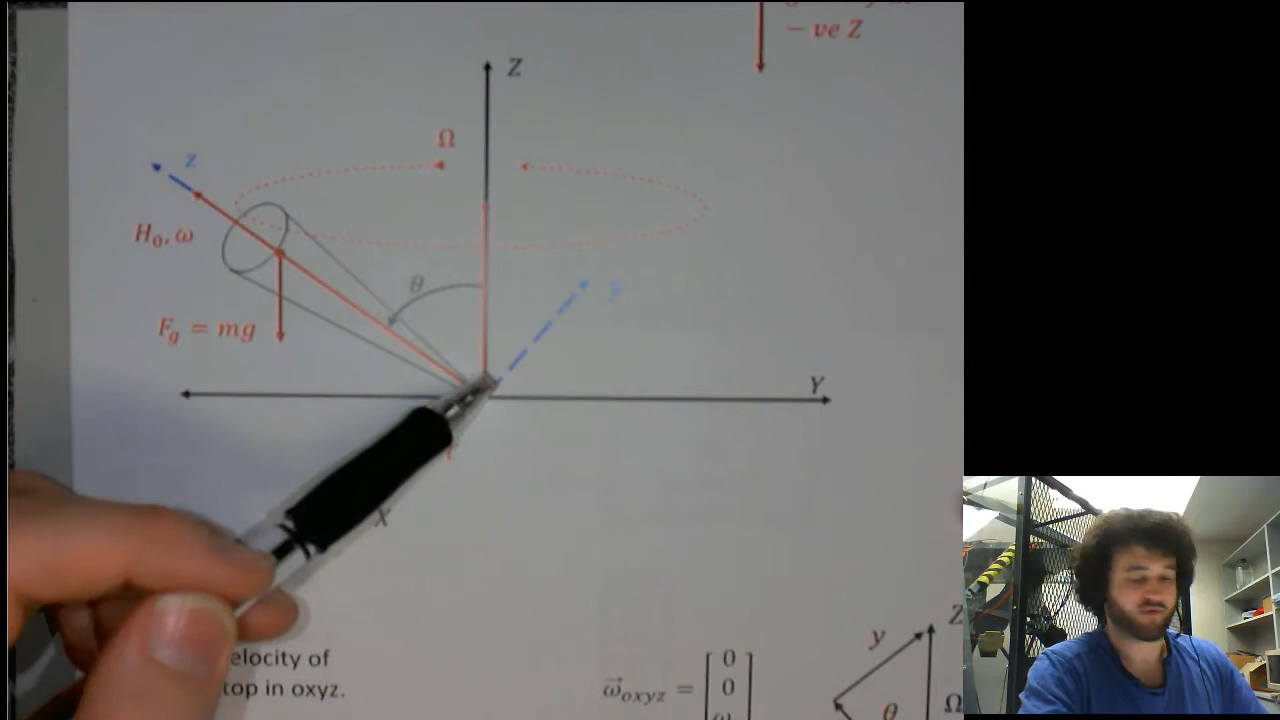 – ve Z
Z
Ω
z
H₀, ω
θ
F_g = mg
y
Y
X
elocity of
top in oxyz.
ω⃗_oxyz = [0
0
ω
y
Z
Ω
θ